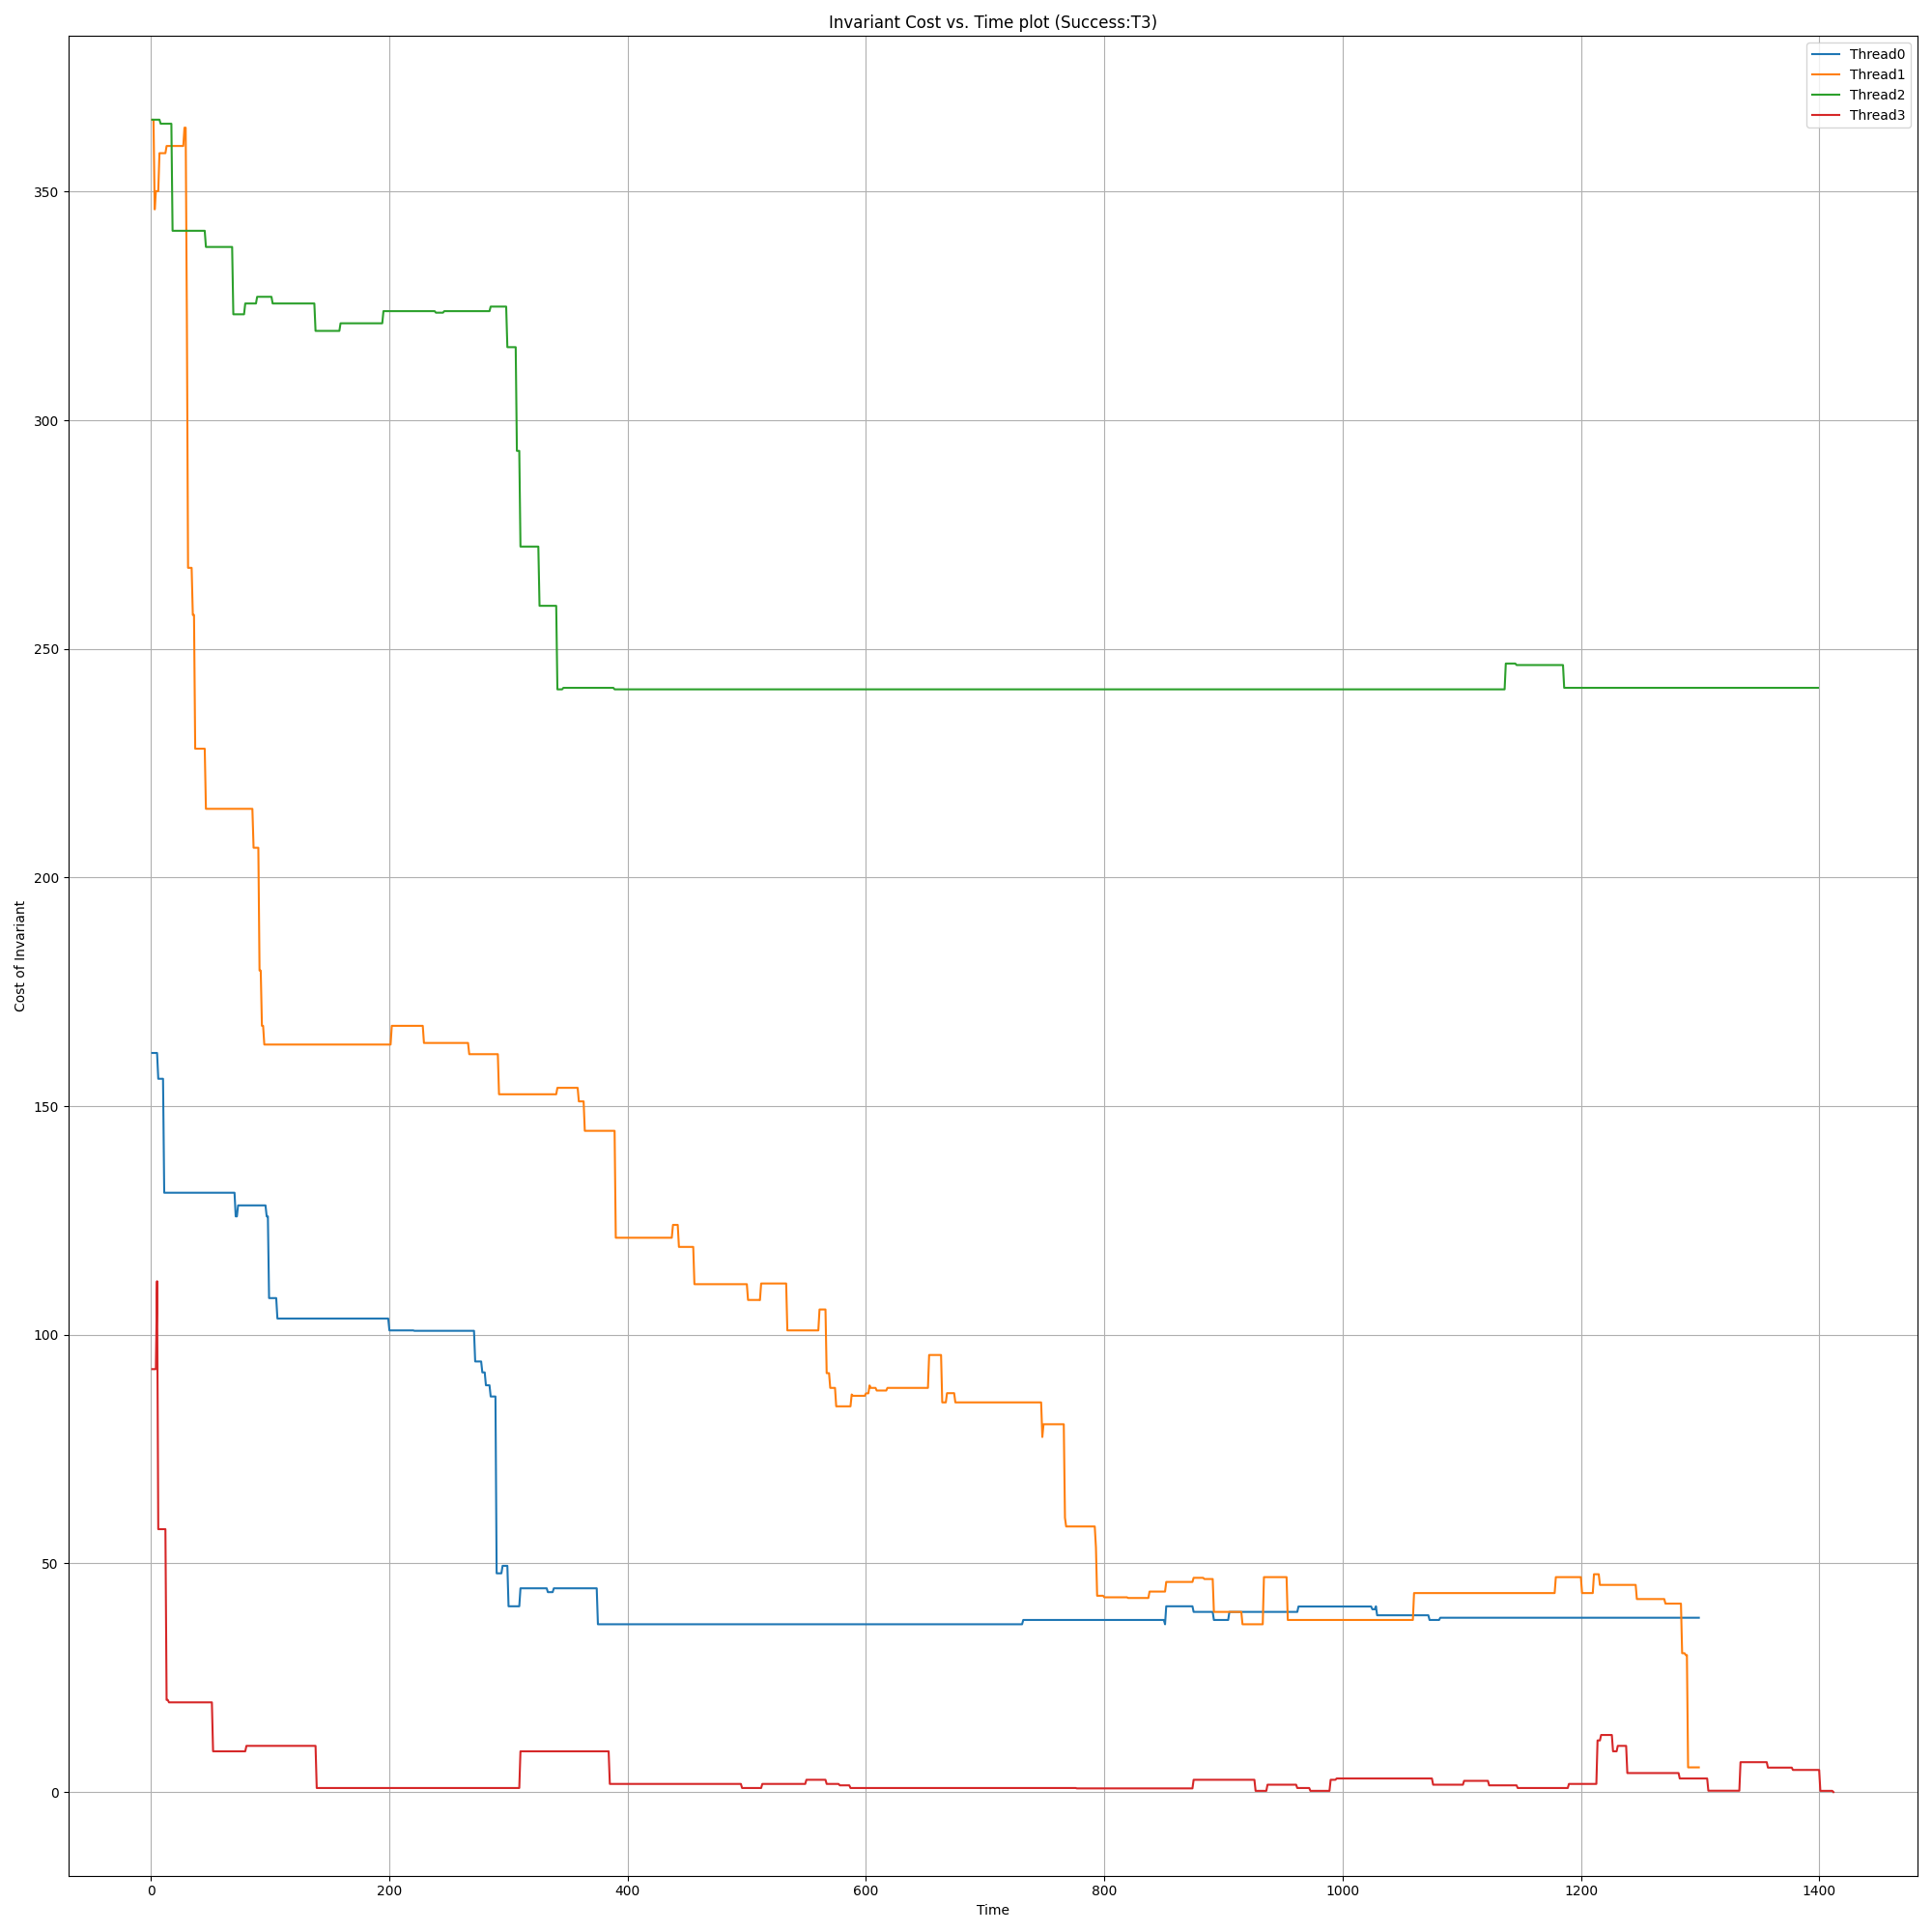 Invariant Cost vs. Time plot (Success:T3)
Thread0
Thread1
Thread2
Thread3
350
300
250
200
150
100
50
0
Cost of Invariant
0 200 400 600 800 1000 1200 1400
Time